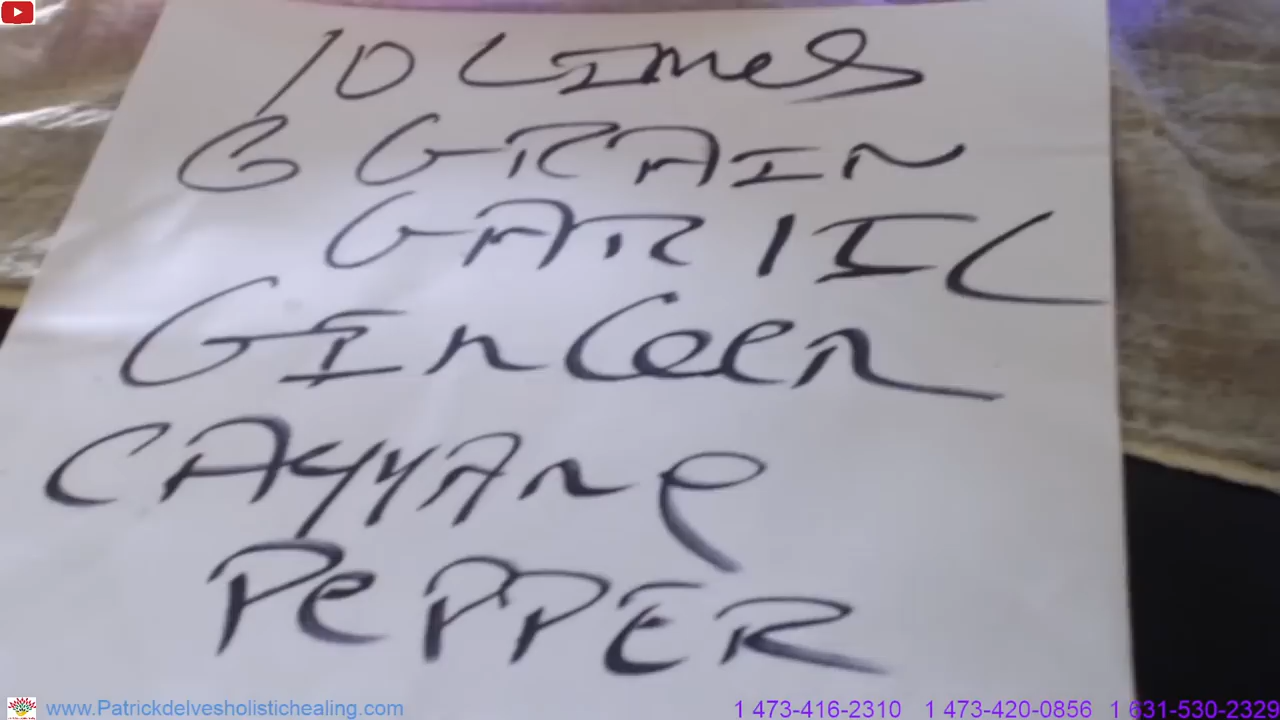 10 LImeS
6 GRAIN
GARlIC
GInGeeR
CAyyAne
PePPER
www.Patrickdelvesholistichealing.com 1 473-416-2310 1 473-420-0856 1 631-530-2329